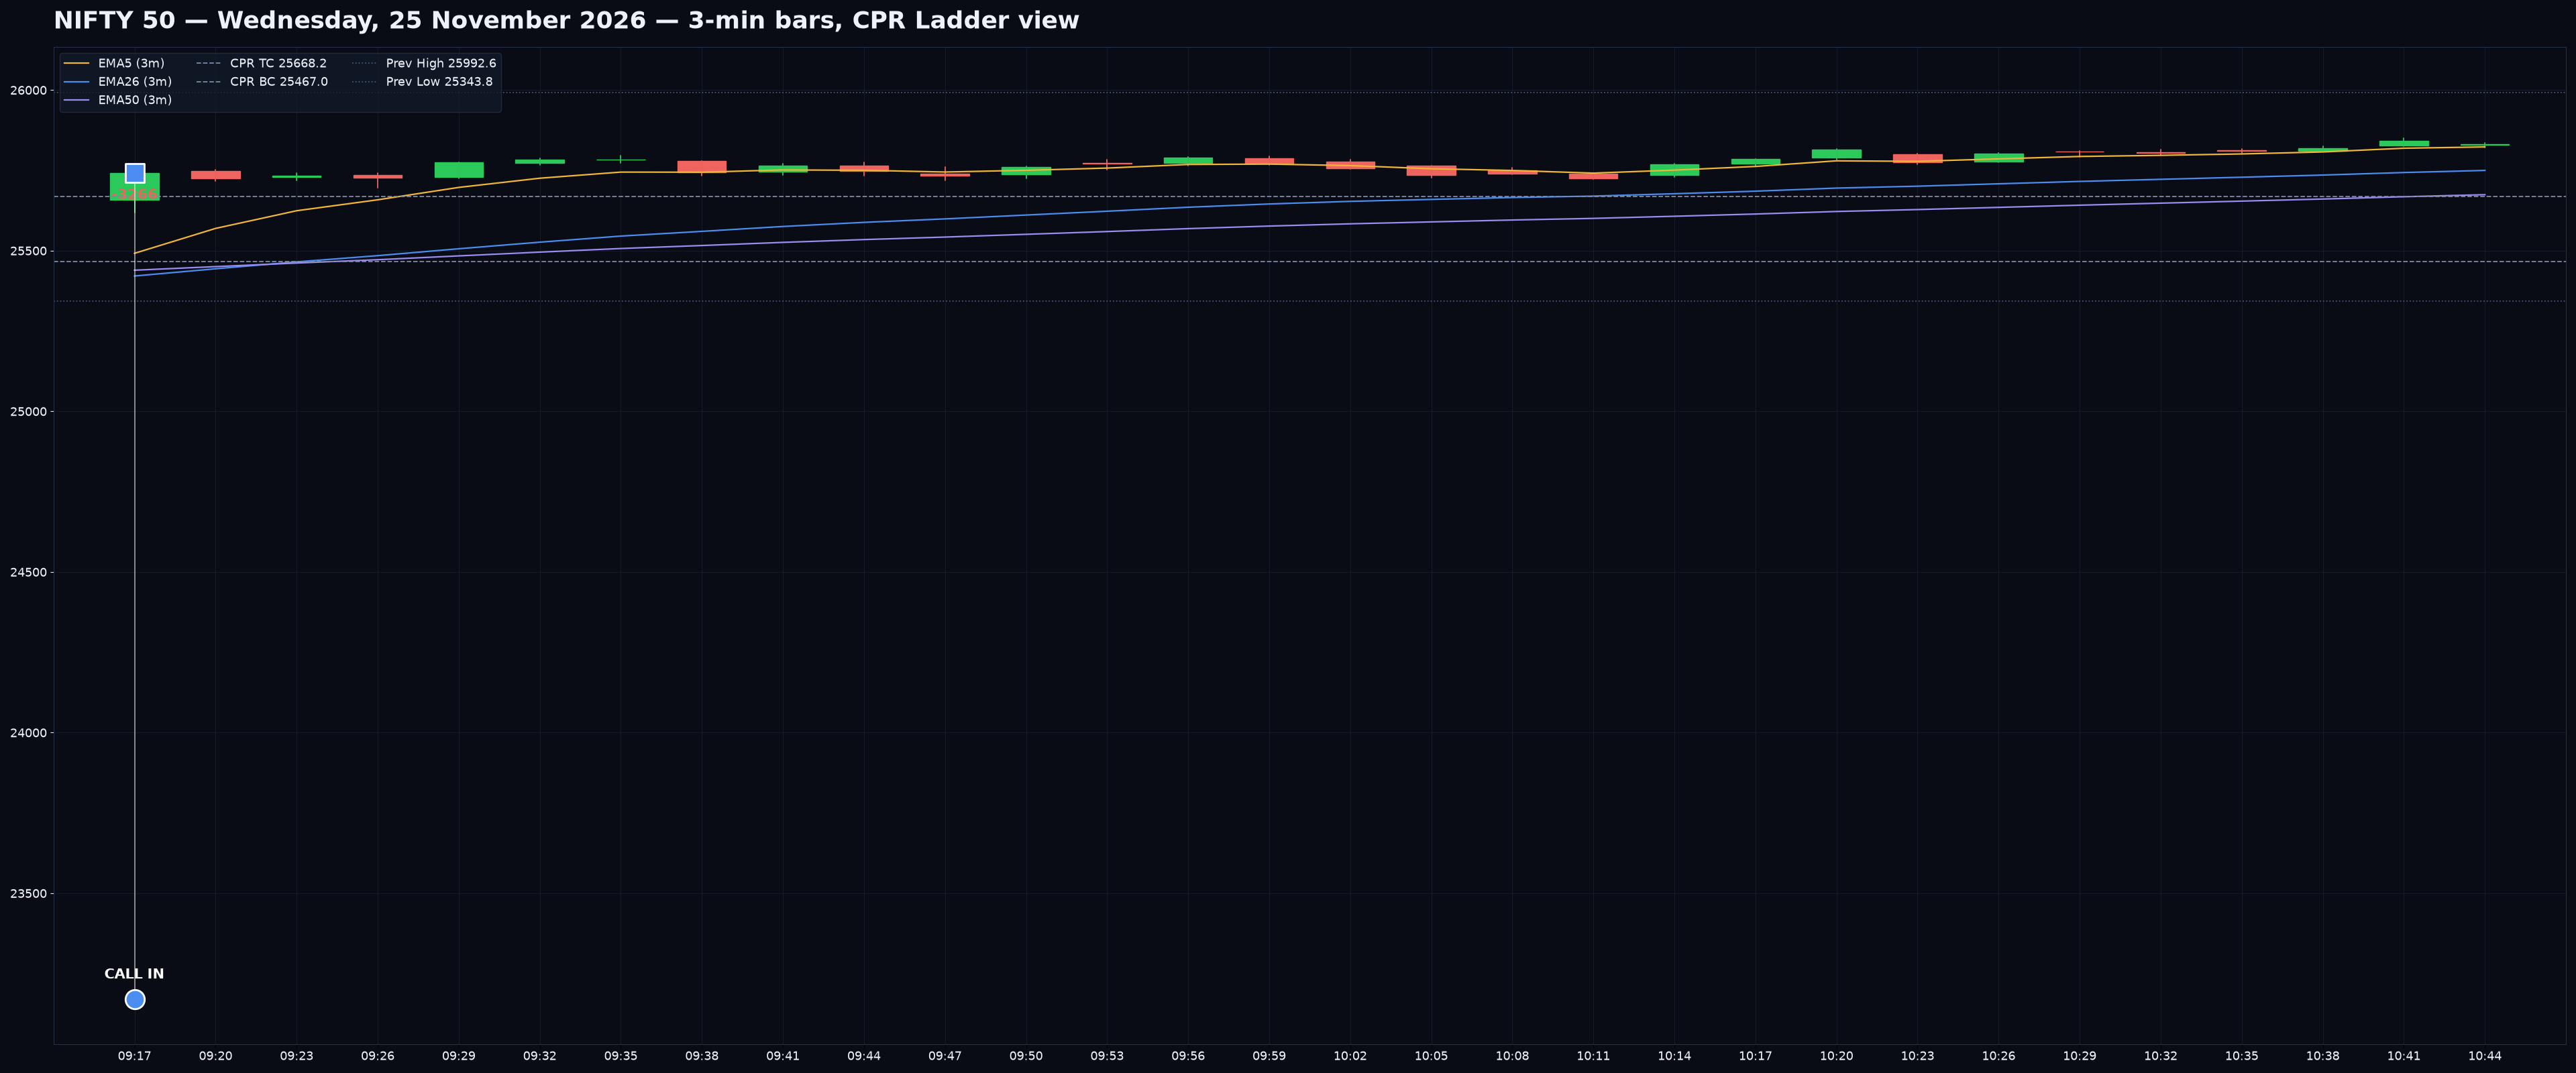 NIFTY 50 — Wednesday, 25 November 2026 — 3-min bars, CPR Ladder view
EMA5 (3m) CPR TC 25668.2 Prev High 25992.6
EMA26 (3m) CPR BC 25467.0 Prev Low 25343.8
EMA50 (3m)
26000
25500
25000
24500
24000
23500
CALL IN
09:17 09:20 09:23 09:26 09:29 09:32 09:35 09:38 09:41 09:44 09:47 09:50 09:53 09:56 09:59 10:02 10:05 10:08 10:11 10:14 10:17 10:20 10:23 10:26 10:29 10:32 10:35 10:38 10:41 10:44